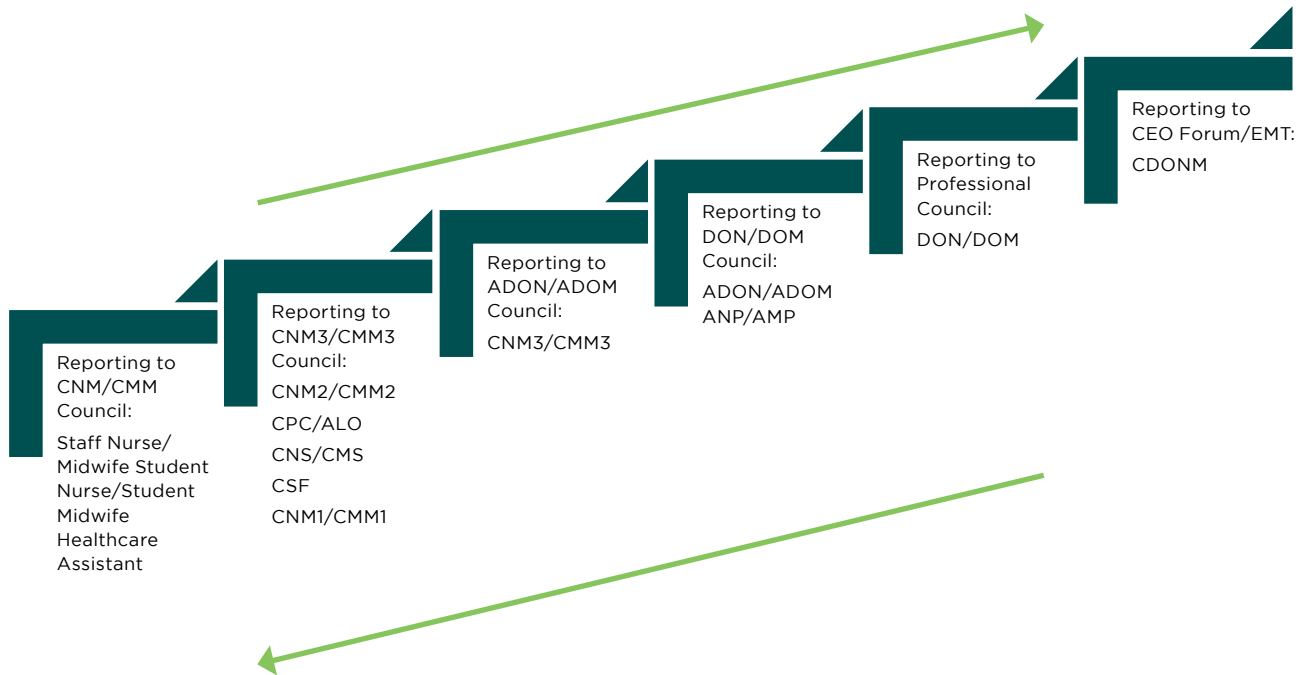 Reporting to
CNM/CMM
Council:
Staff Nurse/
Midwife Student
Nurse/Student
Midwife
Healthcare
Assistant
Reporting to
CNM3/CMM3
Council:
CNM2/CMM2
CPC/ALO
CNS/CMS
CSF
CNM1/CMM1
Reporting to
ADON/ADOM
Council:
CNM3/CMM3
Reporting to
DON/DOM
Council:
ADON/ADOM
ANP/AMP
Reporting to
Professional
Council:
DON/DOM
Reporting to
CEO Forum/EMT:
CDONM